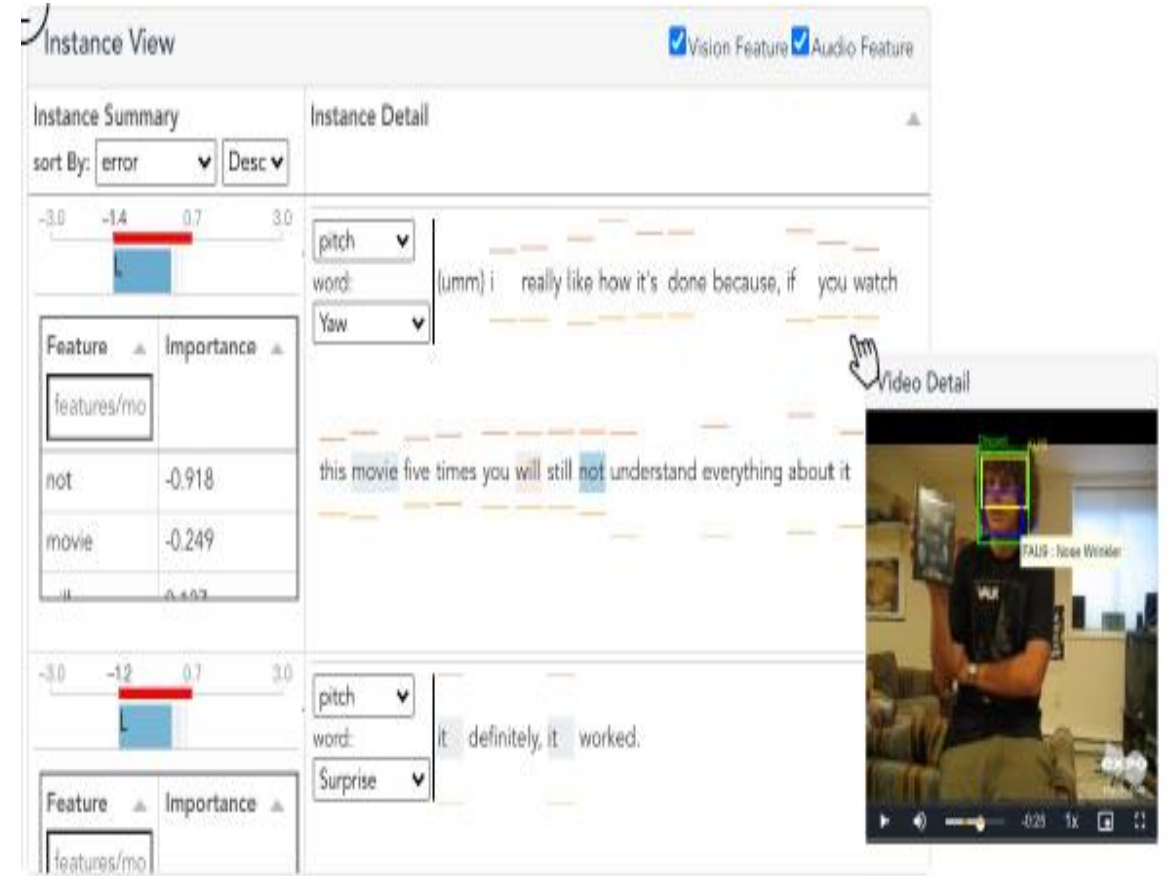 Instance View
Vision Feature Audio Feature
Instance Summary
Instance Detail
sort By: error Desc
-3.0 -1.4 0.7 3.0
L
pitch
word:
Yaw
(umm) i really like how it's done because, if you watch
Feature Importance
features/mo
not -0.918
movie -0.249
this movie five times you will still not understand everything about it
Video Detail
FAU9 : Nose Wrinkler
-3.0 -1.2 0.7 3.0
L
pitch
word:
Surprise
it definitely, it worked.
Feature Importance
features/mo
-0:26 1x